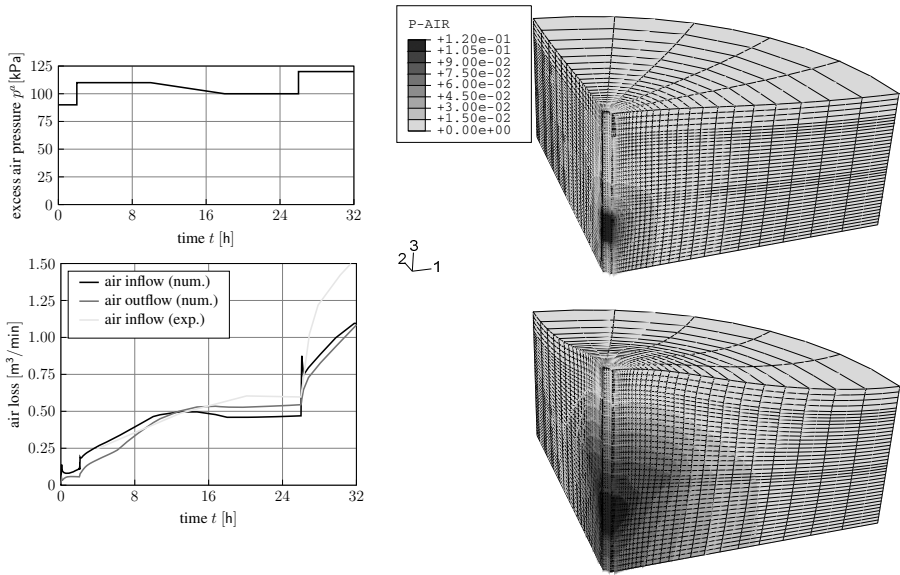 excess air pressure pᵃ [kPa]
125
100
75
50
25
0
0 8 16 24 32
time t [h]
air loss [m³/min]
1.50
1.25
1.00
0.75
0.50
0.25
0
air inflow (num.)
air outflow (num.)
air inflow (exp.)
0 8 16 24 32
time t [h]
P-AIR
+1.20e-01
+1.05e-01
+9.00e-02
+7.50e-02
+6.00e-02
+4.50e-02
+3.00e-02
+1.50e-02
+0.00e+00
3
2
1